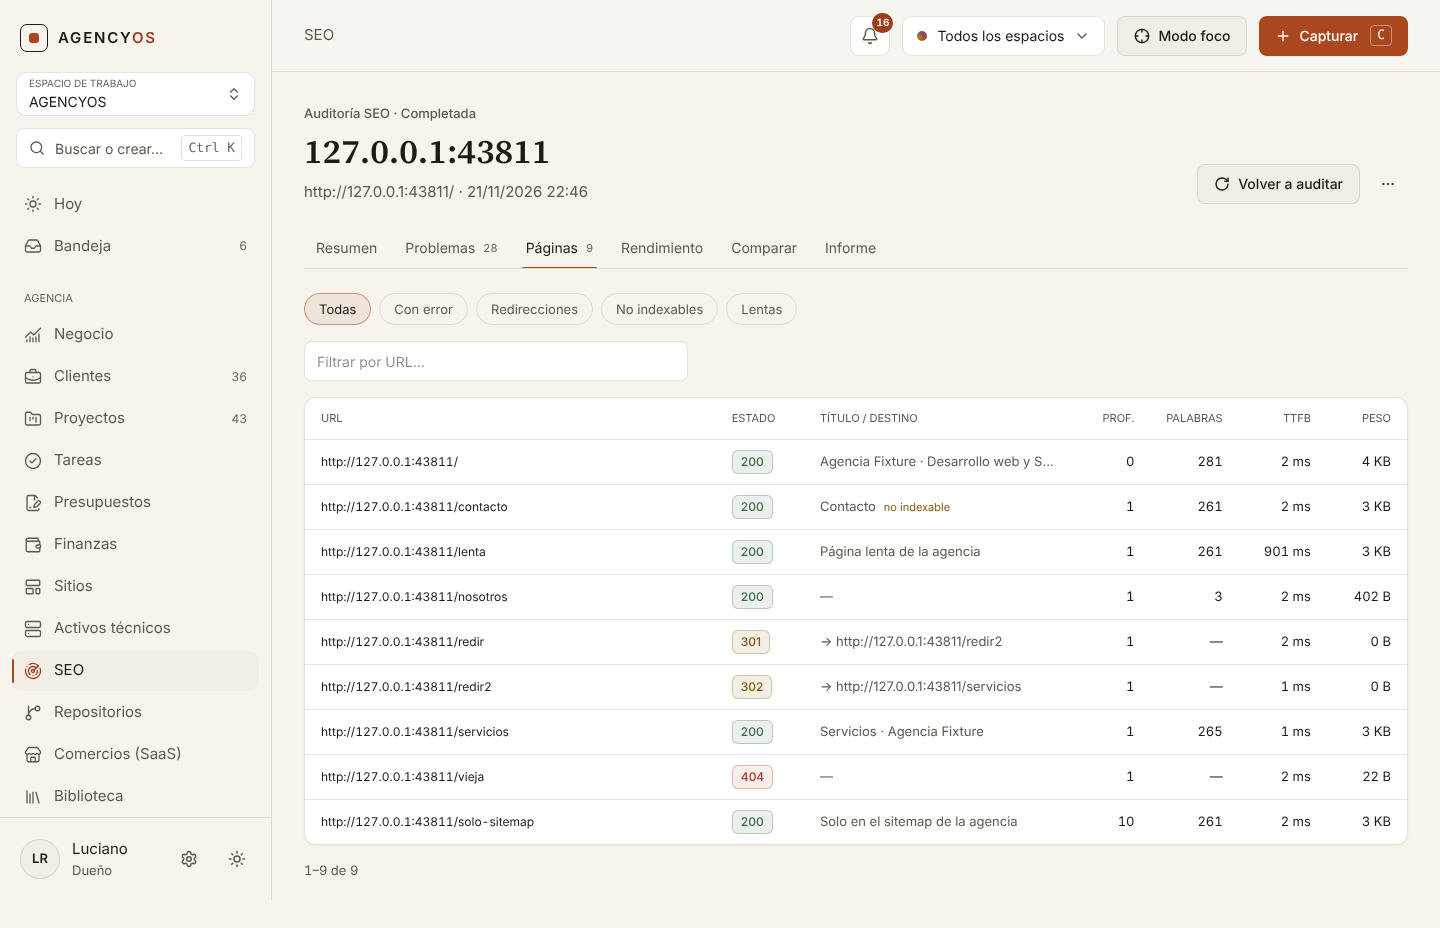 AGENCYOS
ESPACIO DE TRABAJO
AGENCYOS
Buscar o crear... Ctrl K
Hoy
Bandeja 6
AGENCIA
Negocio
Clientes 36
Proyectos 43
Tareas
Presupuestos
Finanzas
Sitios
Activos técnicos
SEO
Repositorios
Comercios (SaaS)
Biblioteca
LR Luciano
Dueño
SEO
16
Todos los espacios
Modo foco
Capturar C
Auditoría SEO · Completada
127.0.0.1:43811
http://127.0.0.1:43811/ · 21/11/2026 22:46
Volver a auditar
Resumen Problemas 28 Páginas 9 Rendimiento Comparar Informe
Todas Con error Redirecciones No indexables Lentas
Filtrar por URL...
URL ESTADO TÍTULO / DESTINO PROF. PALABRAS TTFB PESO
http://127.0.0.1:43811/ 200 Agencia Fixture · Desarrollo web y S... 0 281 2 ms 4 KB
http://127.0.0.1:43811/contacto 200 Contacto no indexable 1 261 2 ms 3 KB
http://127.0.0.1:43811/lenta 200 Página lenta de la agencia 1 261 901 ms 3 KB
http://127.0.0.1:43811/nosotros 200 — 1 3 2 ms 402 B
http://127.0.0.1:43811/redir 301 → http://127.0.0.1:43811/redir2 1 — 2 ms 0 B
http://127.0.0.1:43811/redir2 302 → http://127.0.0.1:43811/servicios 1 — 1 ms 0 B
http://127.0.0.1:43811/servicios 200 Servicios · Agencia Fixture 1 265 1 ms 3 KB
http://127.0.0.1:43811/vieja 404 — 1 — 2 ms 22 B
http://127.0.0.1:43811/solo-sitemap 200 Solo en el sitemap de la agencia 10 261 2 ms 3 KB
1–9 de 9